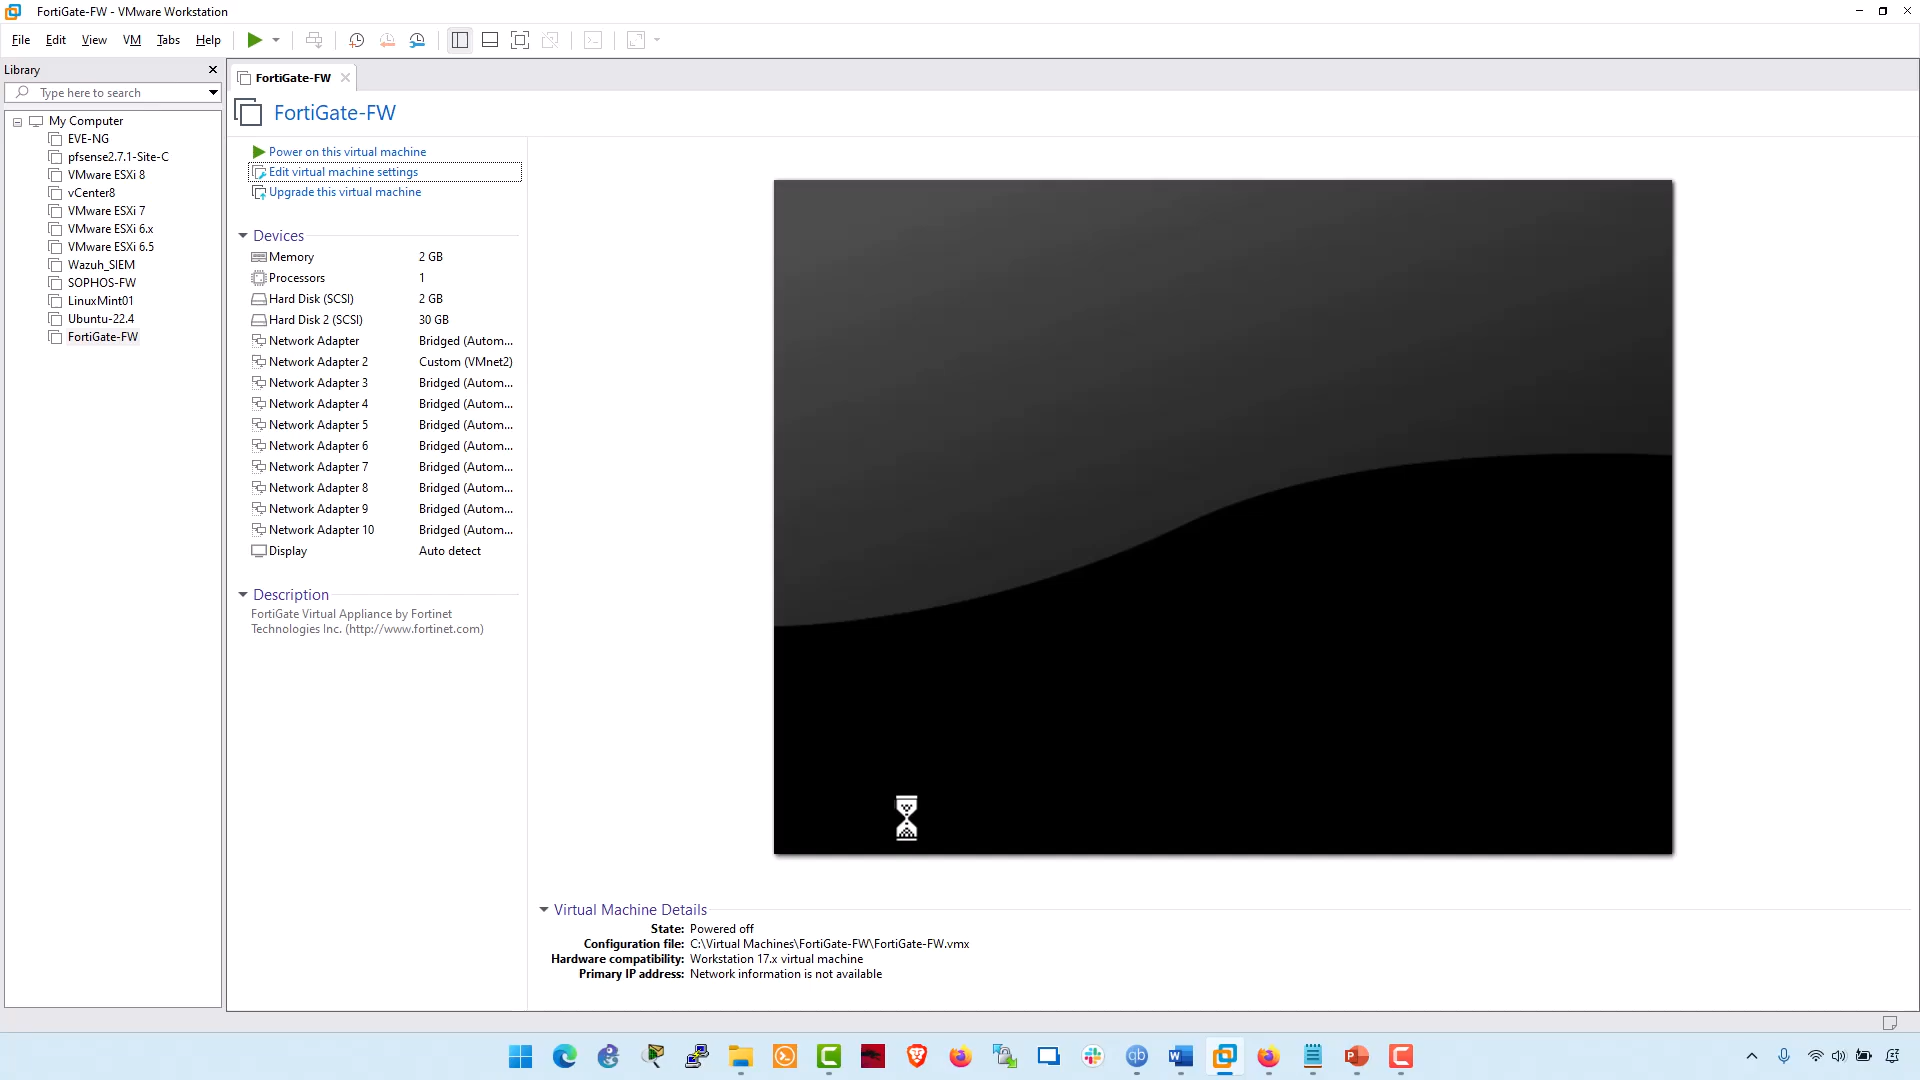 FortiGate-FW - VMware Workstation
File Edit View VM Tabs Help
Library
Type here to search
My Computer
EVE-NG
pfsense2.7.1-Site-C
VMware ESXi 8
vCenter8
VMware ESXi 7
VMware ESXi 6.x
VMware ESXi 6.5
Wazuh_SIEM
SOPHOS-FW
LinuxMint01
Ubuntu-22.4
FortiGate-FW
FortiGate-FW
FortiGate-FW
Power on this virtual machine
Edit virtual machine settings
Upgrade this virtual machine
Devices
Memory 2 GB
Processors 1
Hard Disk (SCSI) 2 GB
Hard Disk 2 (SCSI) 30 GB
Network Adapter Bridged (Autom...
Network Adapter 2 Custom (VMnet2)
Network Adapter 3 Bridged (Autom...
Network Adapter 4 Bridged (Autom...
Network Adapter 5 Bridged (Autom...
Network Adapter 6 Bridged (Autom...
Network Adapter 7 Bridged (Autom...
Network Adapter 8 Bridged (Autom...
Network Adapter 9 Bridged (Autom...
Network Adapter 10 Bridged (Autom...
Display Auto detect
Description
FortiGate Virtual Appliance by Fortinet
Technologies Inc. (http://www.fortinet.com)
Virtual Machine Details
State: Powered off
Configuration file: C:\Virtual Machines\FortiGate-FW\FortiGate-FW.vmx
Hardware compatibility: Workstation 17.x virtual machine
Primary IP address: Network information is not available